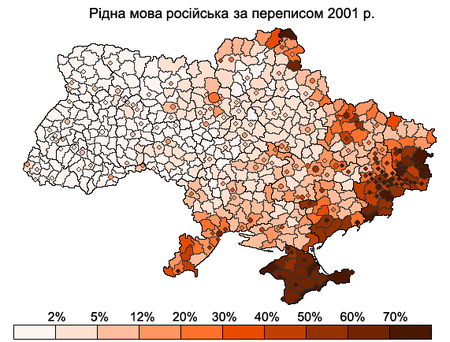 Рідна мова російська за переписом 2001 р.
2% 5% 12% 20% 30% 40% 50% 60% 70%